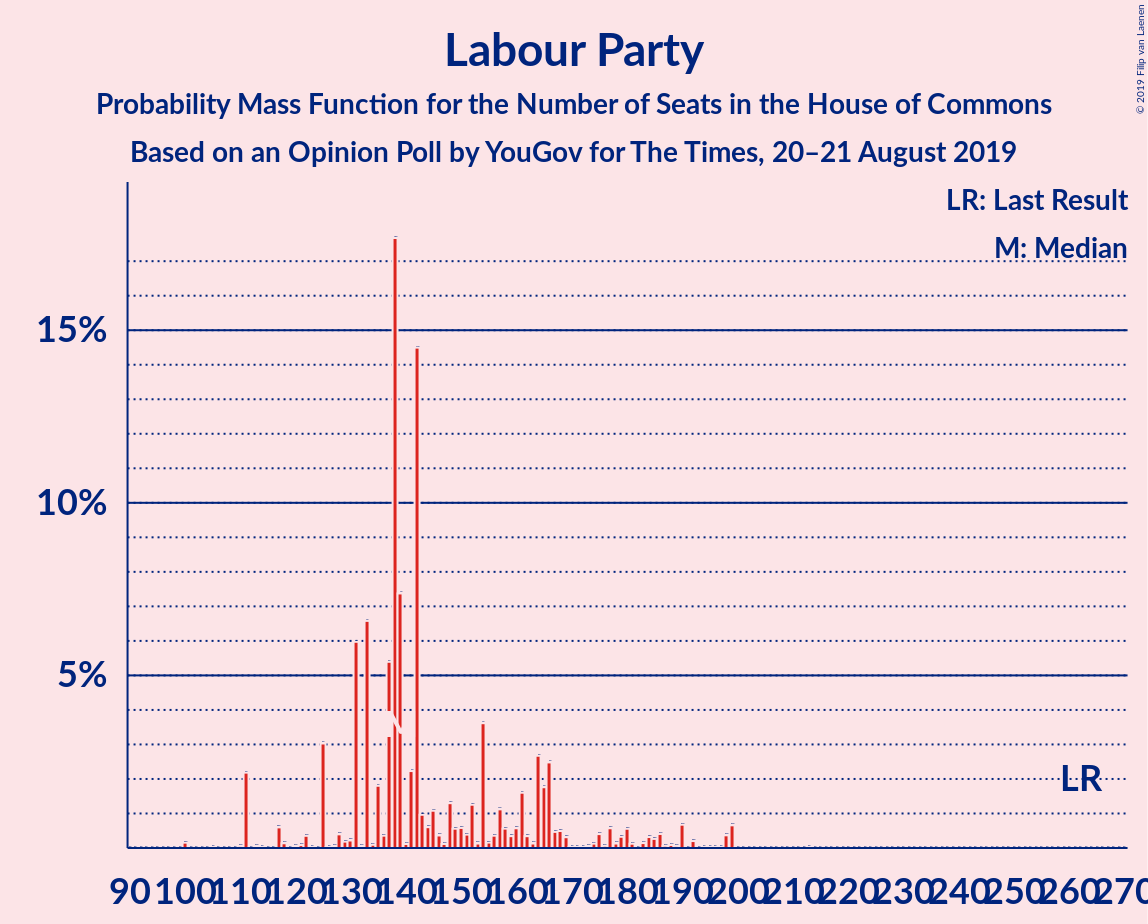 Labour Party
Probability Mass Function for the Number of Seats in the House of Commons
Based on an Opinion Poll by YouGov for The Times, 20–21 August 2019
© 2019 Filip van Laenen
LR: Last Result
M: Median
15%
10%
5%
LR
90 100 110 120 130 140 150 160 170 180 190 200 210 220 230 240 250 260 270